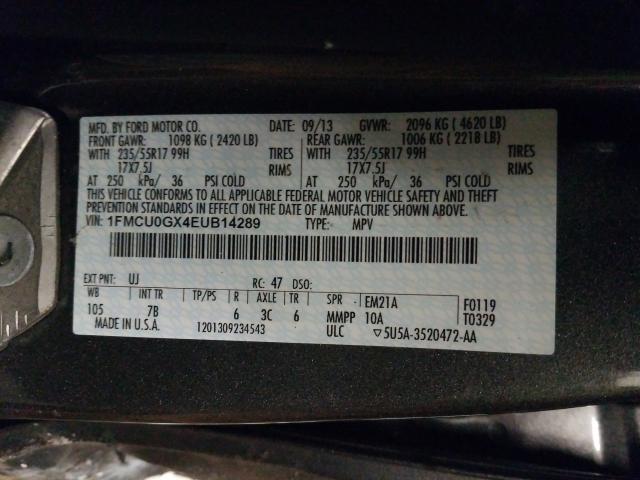 MFD. BY FORD MOTOR CO. DATE: 09/13 GVWR: 2096 KG ( 4620 LB)
FRONT GAWR: 1098 KG ( 2420 LB) REAR GAWR: 1006 KG ( 2218 LB)
WITH 235/55R17 99H TIRES WITH 235/55R17 99H TIRES
17X7.5J RIMS 17X7.5J RIMS
AT 250 kPa/ 36 PSI COLD AT 250 kPa/ 36 PSI COLD
THIS VEHICLE CONFORMS TO ALL APPLICABLE FEDERAL MOTOR VEHICLE SAFETY AND THEFT
PREVENTION STANDARDS IN EFFECT ON THE DATE OF MANUFACTURE SHOWN ABOVE.
VIN: 1FMCU0GX4EUB14289 TYPE: MPV
EXT PNT: UJ RC: 47 DSO:
WB INT TR TP/PS R AXLE TR SPR EM21A F0119
105 7B 6 3C 6 MMPP 10A T0329
MADE IN U.S.A. 1201309234543 ULC ▽5U5A-3520472-AA